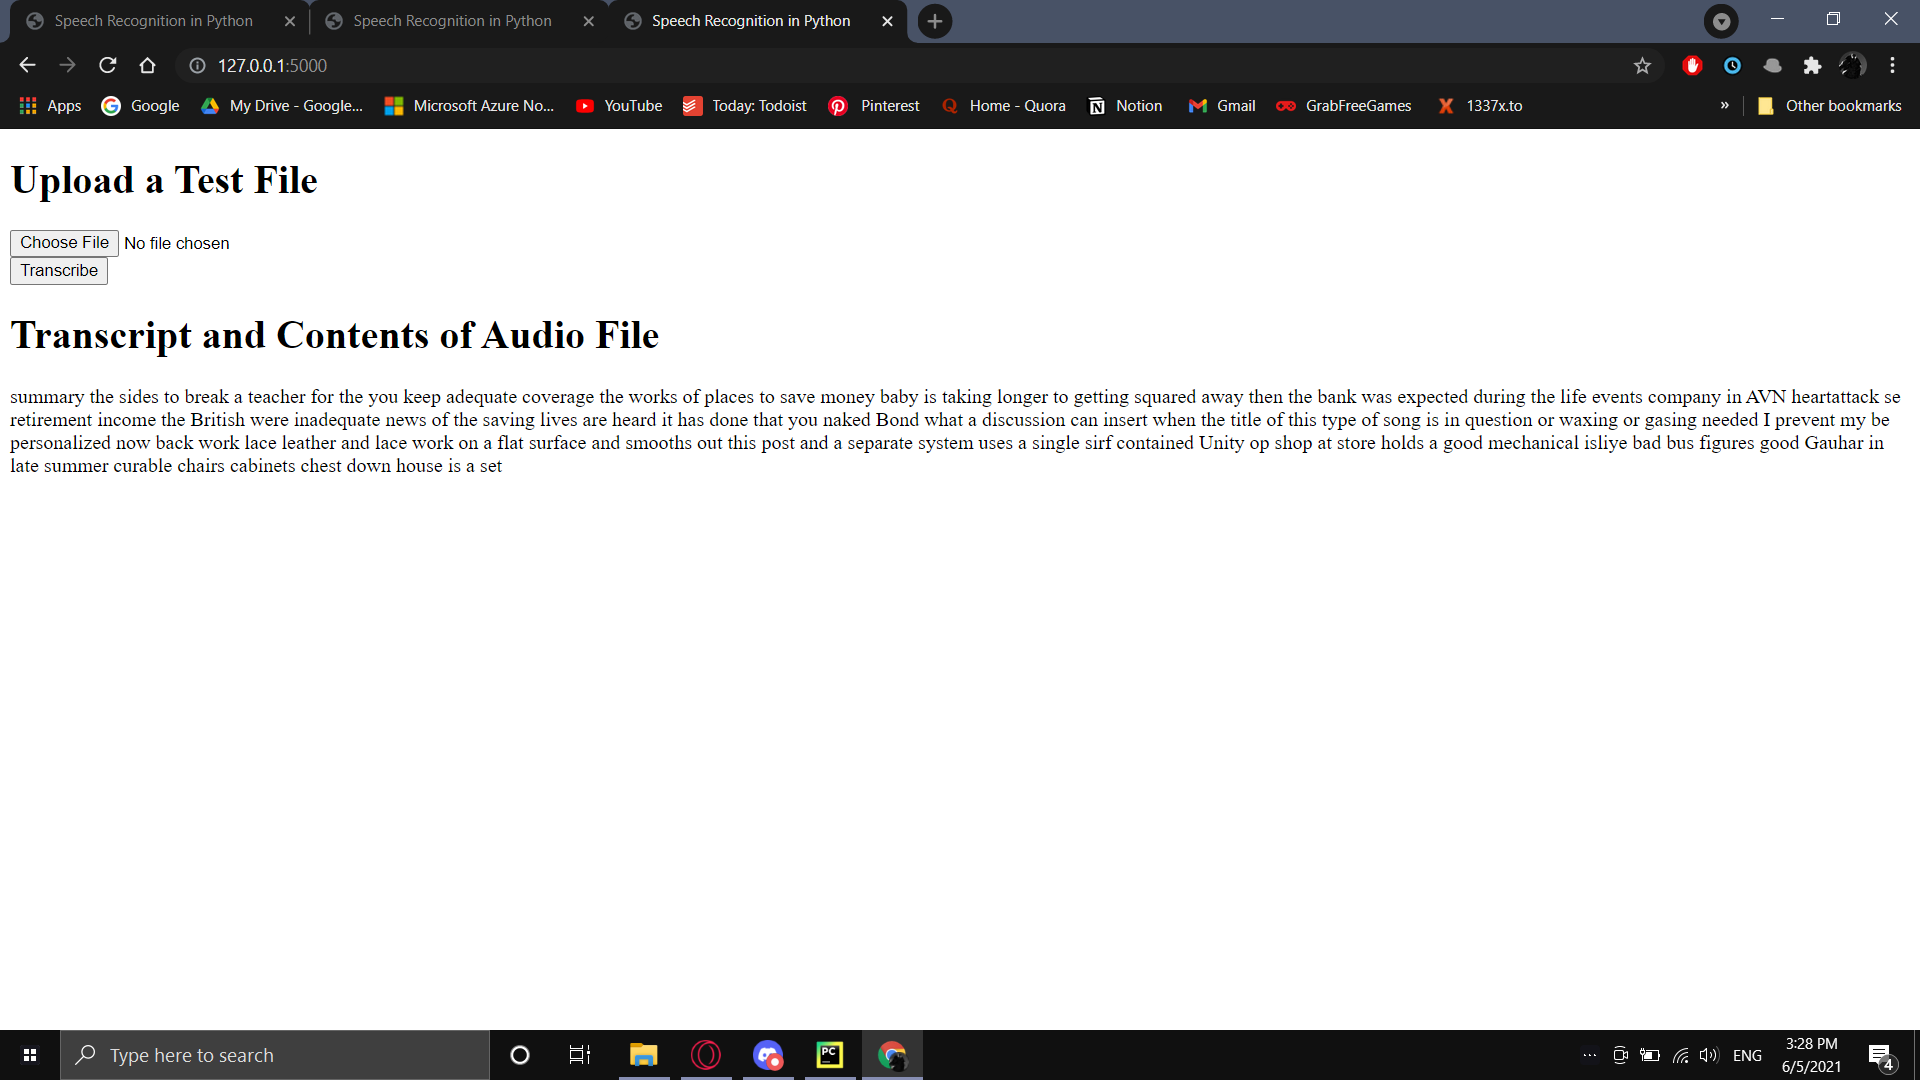 Speech Recognition in Python
Speech Recognition in Python
Speech Recognition in Python
127.0.0.1:5000
Apps
Google
My Drive - Google...
Microsoft Azure No...
YouTube
Today: Todoist
Pinterest
Home - Quora
Notion
Gmail
GrabFreeGames
1337x.to
»
Other bookmarks
Upload a Test File
Choose File No file chosen
Transcribe
Transcript and Contents of Audio File
summary the sides to break a teacher for the you keep adequate coverage the works of places to save money baby is taking longer to getting squared away then the bank was expected during the life events company in AVN heartattack se
retirement income the British were inadequate news of the saving lives are heard it has done that you naked Bond what a discussion can insert when the title of this type of song is in question or waxing or gasing needed I prevent my be
personalized now back work lace leather and lace work on a flat surface and smooths out this post and a separate system uses a single sirf contained Unity op shop at store holds a good mechanical isliye bad bus figures good Gauhar in
late summer curable chairs cabinets chest down house is a set
Type here to search
PC
ENG
3:28 PM
6/5/2021
4